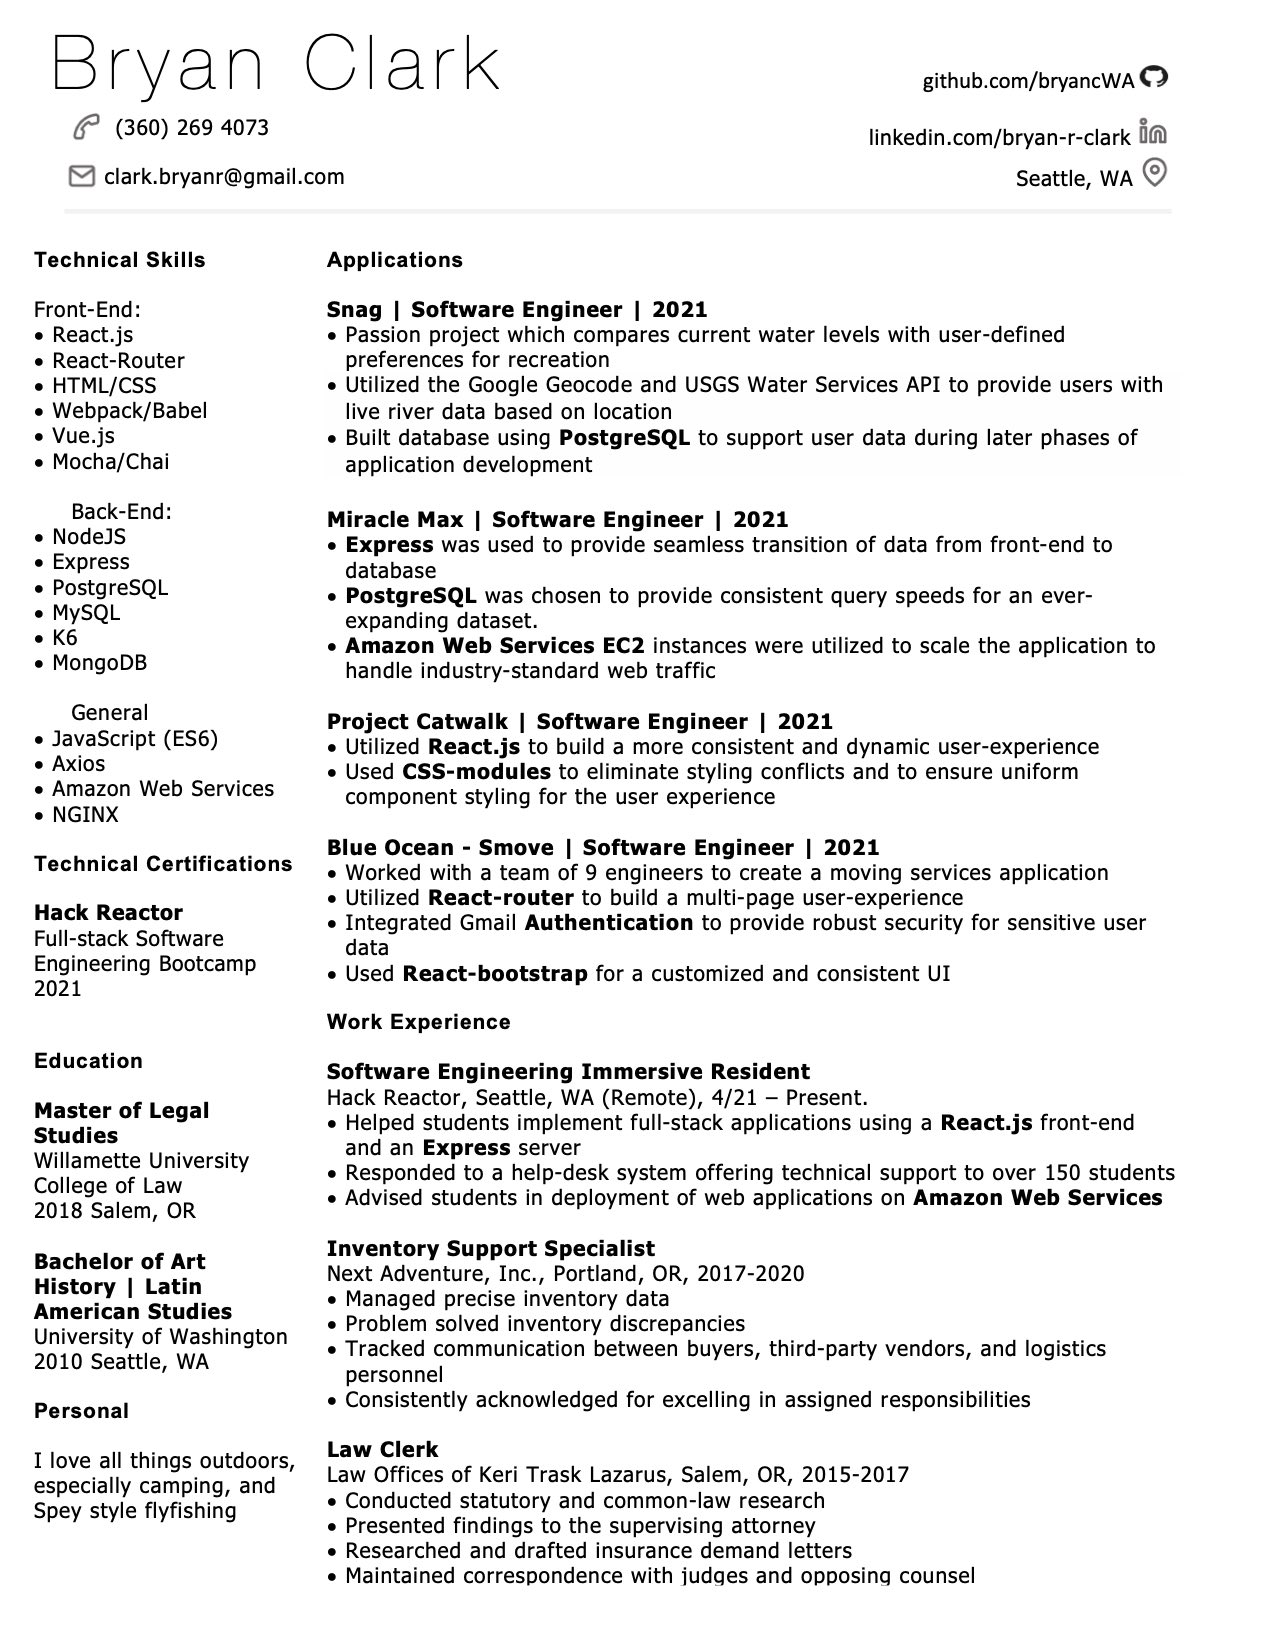 Bryan Clark
(360) 269 4073
clark.bryanr@gmail.com
github.com/bryancWA
linkedin.com/bryan-r-clark
Seattle, WA
Technical Skills
Front-End:
• React.js
• React-Router
• HTML/CSS
• Webpack/Babel
• Vue.js
• Mocha/Chai
Back-End:
• NodeJS
• Express
• PostgreSQL
• MySQL
• K6
• MongoDB
General
• JavaScript (ES6)
• Axios
• Amazon Web Services
• NGINX
Technical Certifications
Hack Reactor
Full-stack Software
Engineering Bootcamp
2021
Education
Master of Legal
Studies
Willamette University
College of Law
2018 Salem, OR
Bachelor of Art
History | Latin
American Studies
University of Washington
2010 Seattle, WA
Personal
I love all things outdoors,
especially camping, and
Spey style flyfishing
Applications
Snag | Software Engineer | 2021
• Passion project which compares current water levels with user-defined
preferences for recreation
• Utilized the Google Geocode and USGS Water Services API to provide users with
live river data based on location
• Built database using PostgreSQL to support user data during later phases of
application development
Miracle Max | Software Engineer | 2021
• Express was used to provide seamless transition of data from front-end to
database
• PostgreSQL was chosen to provide consistent query speeds for an ever-
expanding dataset.
• Amazon Web Services EC2 instances were utilized to scale the application to
handle industry-standard web traffic
Project Catwalk | Software Engineer | 2021
• Utilized React.js to build a more consistent and dynamic user-experience
• Used CSS-modules to eliminate styling conflicts and to ensure uniform
component styling for the user experience
Blue Ocean - Smove | Software Engineer | 2021
• Worked with a team of 9 engineers to create a moving services application
• Utilized React-router to build a multi-page user-experience
• Integrated Gmail Authentication to provide robust security for sensitive user
data
• Used React-bootstrap for a customized and consistent UI
Work Experience
Software Engineering Immersive Resident
Hack Reactor, Seattle, WA (Remote), 4/21 – Present.
• Helped students implement full-stack applications using a React.js front-end
and an Express server
• Responded to a help-desk system offering technical support to over 150 students
• Advised students in deployment of web applications on Amazon Web Services
Inventory Support Specialist
Next Adventure, Inc., Portland, OR, 2017-2020
• Managed precise inventory data
• Problem solved inventory discrepancies
• Tracked communication between buyers, third-party vendors, and logistics
personnel
• Consistently acknowledged for excelling in assigned responsibilities
Law Clerk
Law Offices of Keri Trask Lazarus, Salem, OR, 2015-2017
• Conducted statutory and common-law research
• Presented findings to the supervising attorney
• Researched and drafted insurance demand letters
• Maintained correspondence with judges and opposing counsel